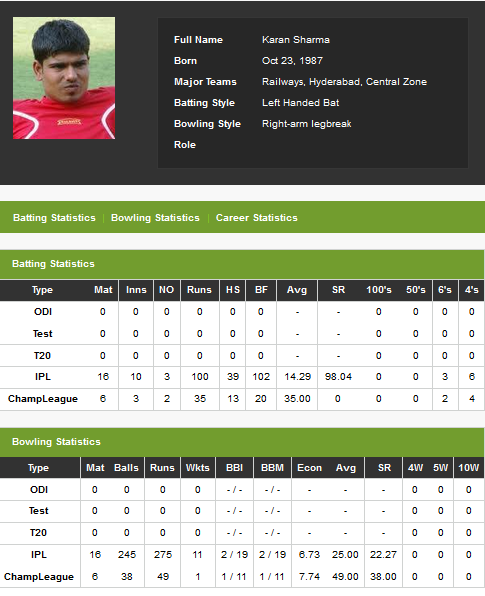 Full Name Karan Sharma
Born Oct 23, 1987
Major Teams Railways, Hyderabad, Central Zone
Batting Style Left Handed Bat
Bowling Style Right-arm legbreak
Role
Batting Statistics | Bowling Statistics | Career Statistics
Batting Statistics
Type Mat Inns NO Runs HS BF Avg SR 100's 50's 6's 4's
ODI 0 0 0 0 0 0 - - 0 0 0 0
Test 0 0 0 0 0 0 - - 0 0 0 0
T20 0 0 0 0 0 0 - - 0 0 0 0
IPL 16 10 3 100 39 102 14.29 98.04 0 0 3 6
ChampLeague 6 3 2 35 13 20 35.00 0 0 0 2 4
Bowling Statistics
Type Mat Balls Runs Wkts BBI BBM Econ Avg SR 4W 5W 10W
ODI 0 0 0 0 - / - - / - - - - 0 0 0
Test 0 0 0 0 - / - - / - - - - 0 0 0
T20 0 0 0 0 - / - - / - - - - 0 0 0
IPL 16 245 275 11 2 / 19 2 / 19 6.73 25.00 22.27 0 0 0
ChampLeague 6 38 49 1 1 / 11 1 / 11 7.74 49.00 38.00 0 0 0